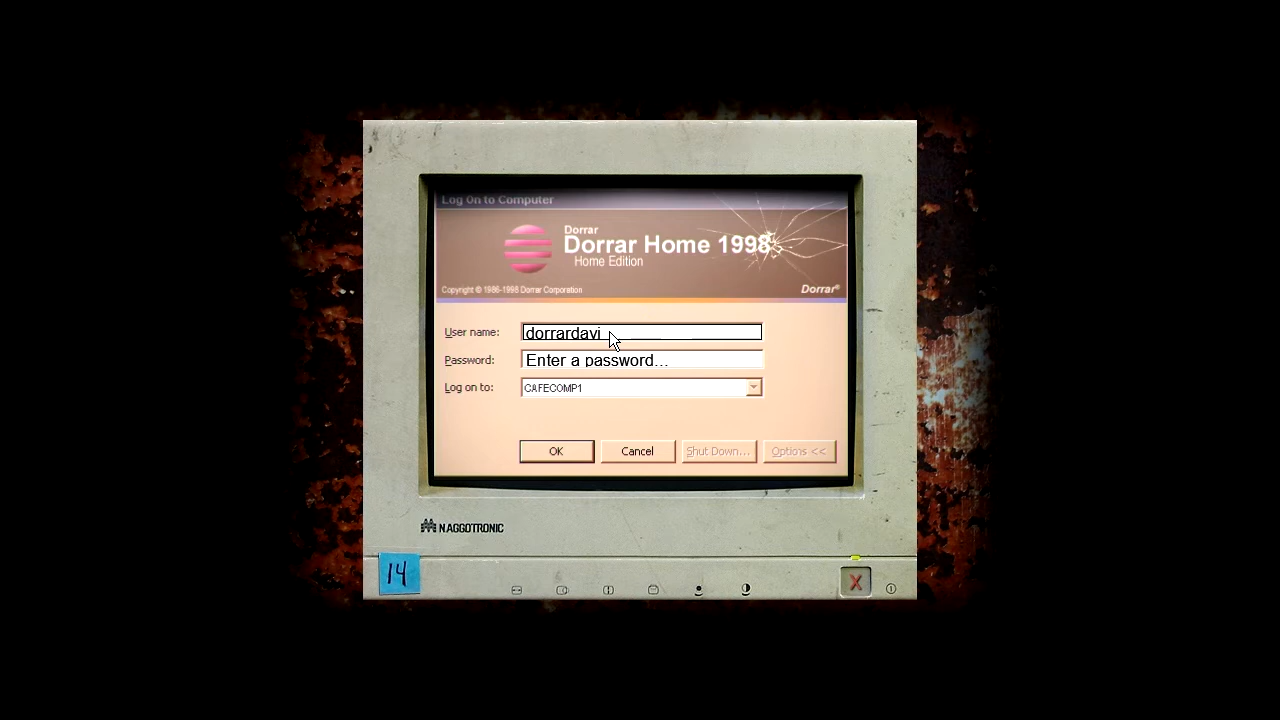 Log On to Computer
Dorrar
Dorrar Home 1998
Home Edition
Copyright © 1986-1998 Dorrar Corporation
Dorrar®
User name: dorrardavi
Password: Enter a password...
Log on to: CAFECOMP1
OK Cancel Shut Down... Options <<
NAGGOTRONIC
14
X